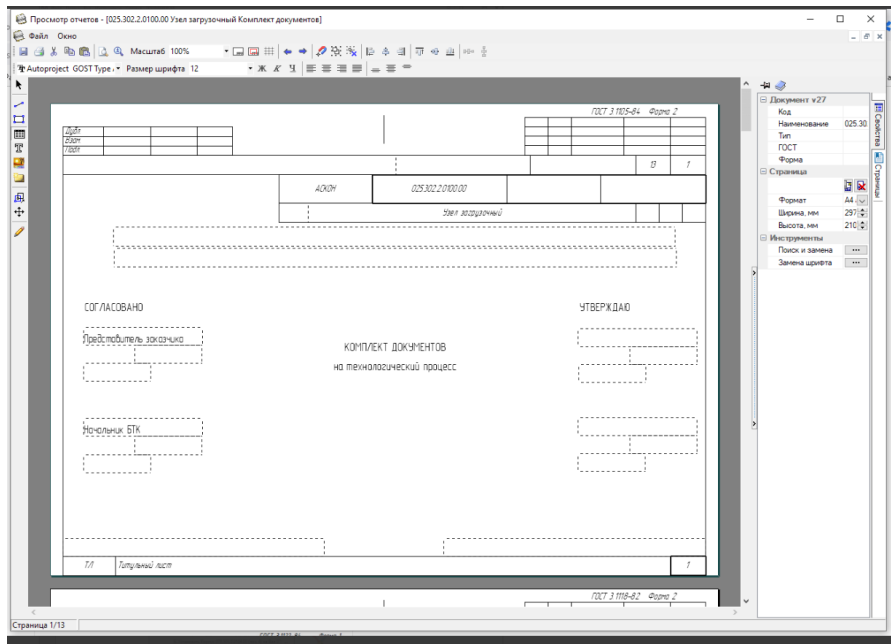 Просмотр отчетов - [025.302.2.0100.00 Узел загрузочный Комплект документов]
Файл Окно
Масштаб 100%
Autoproject GOST Type Размер шрифта 12 Ж К Ч
ГОСТ 3.1105-84 Форма 2
Дубл.
Взам.
Подл.
13 1
АСКОН 025.302.2.0100.00
Узел загрузочный
СОГЛАСОВАНО
УТВЕРЖДАЮ
Представитель заказчика
КОМПЛЕКТ ДОКУМЕНТОВ
на технологический процесс
Начальник БТК
ТЛ Титульный лист 1
ГОСТ 3.1118-82 Форма 2
Страница 1/13
Документ v27
Код
Наименование 025.30
Тип
ГОСТ
Форма
Страница
Формат A4
Ширина, мм 297
Высота, мм 210
Инструменты
Поиск и замена ...
Замена шрифта ...
Свойства
Страницы